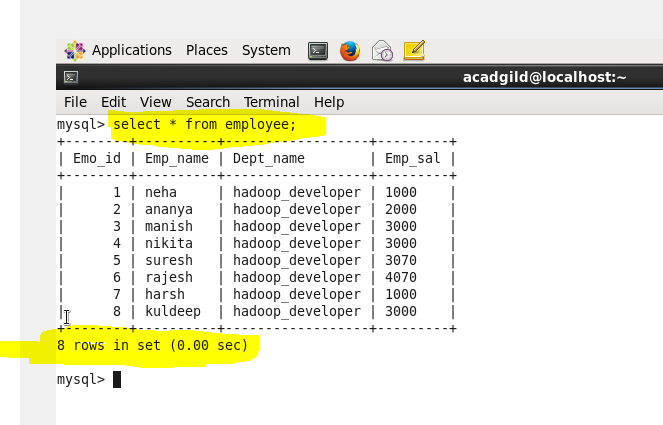 Applications Places System
acadgild@localhost:~
File Edit View Search Terminal Help
mysql> select * from employee;
+--------+----------+-----------------+---------+
| Emo_id | Emp_name | Dept_name | Emp_sal |
+--------+----------+-----------------+---------+
| 1 | neha | hadoop_developer | 1000 |
| 2 | ananya | hadoop_developer | 2000 |
| 3 | manish | hadoop_developer | 3000 |
| 4 | nikita | hadoop_developer | 3000 |
| 5 | suresh | hadoop_developer | 3070 |
| 6 | rajesh | hadoop_developer | 4070 |
| 7 | harsh | hadoop_developer | 1000 |
| 8 | kuldeep | hadoop_developer | 3000 |
+--------+----------+-----------------+---------+
8 rows in set (0.00 sec)
mysql>